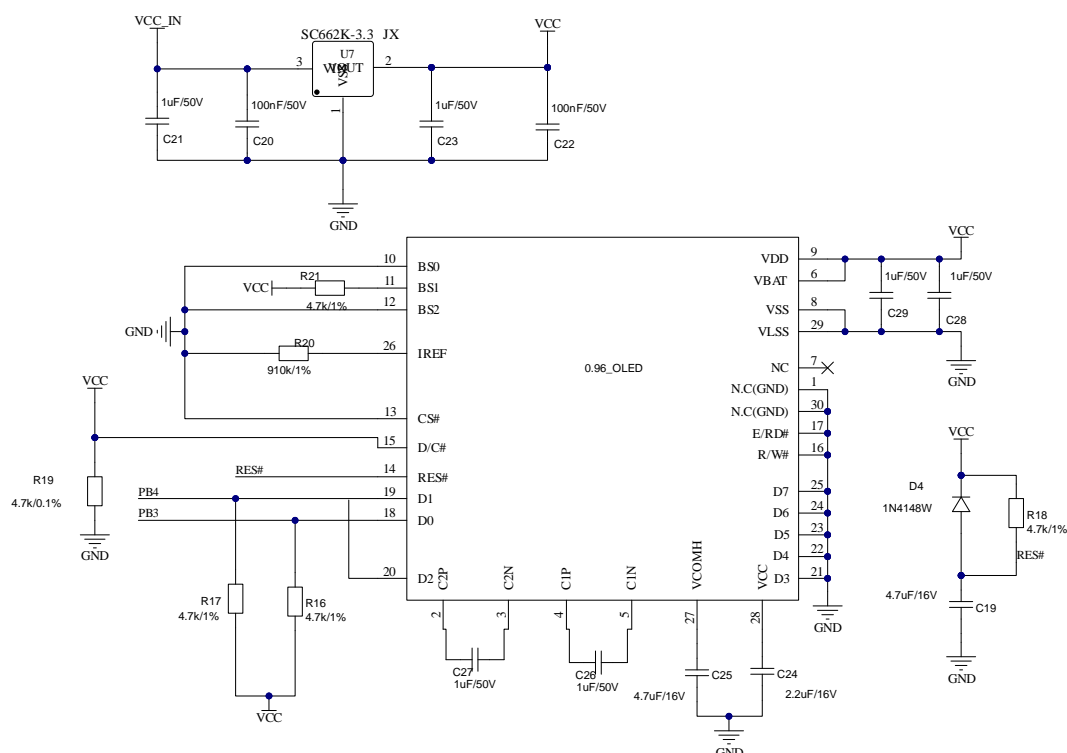 VCC_IN
SC662K-3.3 JX
VCC
U7
3
VOUT
2
1
1uF/50V
C21
100nF/50V
C20
1uF/50V
C23
100nF/50V
C22
GND
10 BS0
VCC R21 11 BS1
4.7k/1%
12 BS2
GND
R20 26 IREF
910k/1%
0.96_OLED
VCC
13 CS#
15 D/C#
R19
4.7k/0.1%
GND
RES# 14 RES#
PB4 19 D1
PB3 18 D0
20 D2
R17
4.7k/1%
R16
4.7k/1%
VCC
C2P C2N C1P C1N VCOMH VCC
2 3 4 5 27 28
C27
1uF/50V
C26
1uF/50V
C25
4.7uF/16V
C24
2.2uF/16V
GND
VDD 9
VBAT 6
VSS 8
VLSS 29
NC 7
N.C(GND) 1
N.C(GND) 30
E/RD# 17
R/W# 16
D7 25
D6 24
D5 23
D4 22
D3 21
GND
VCC
1uF/50V
C29
1uF/50V
C28
GND
VCC
D4
1N4148W
R18
4.7k/1%
RES#
4.7uF/16V
C19
GND